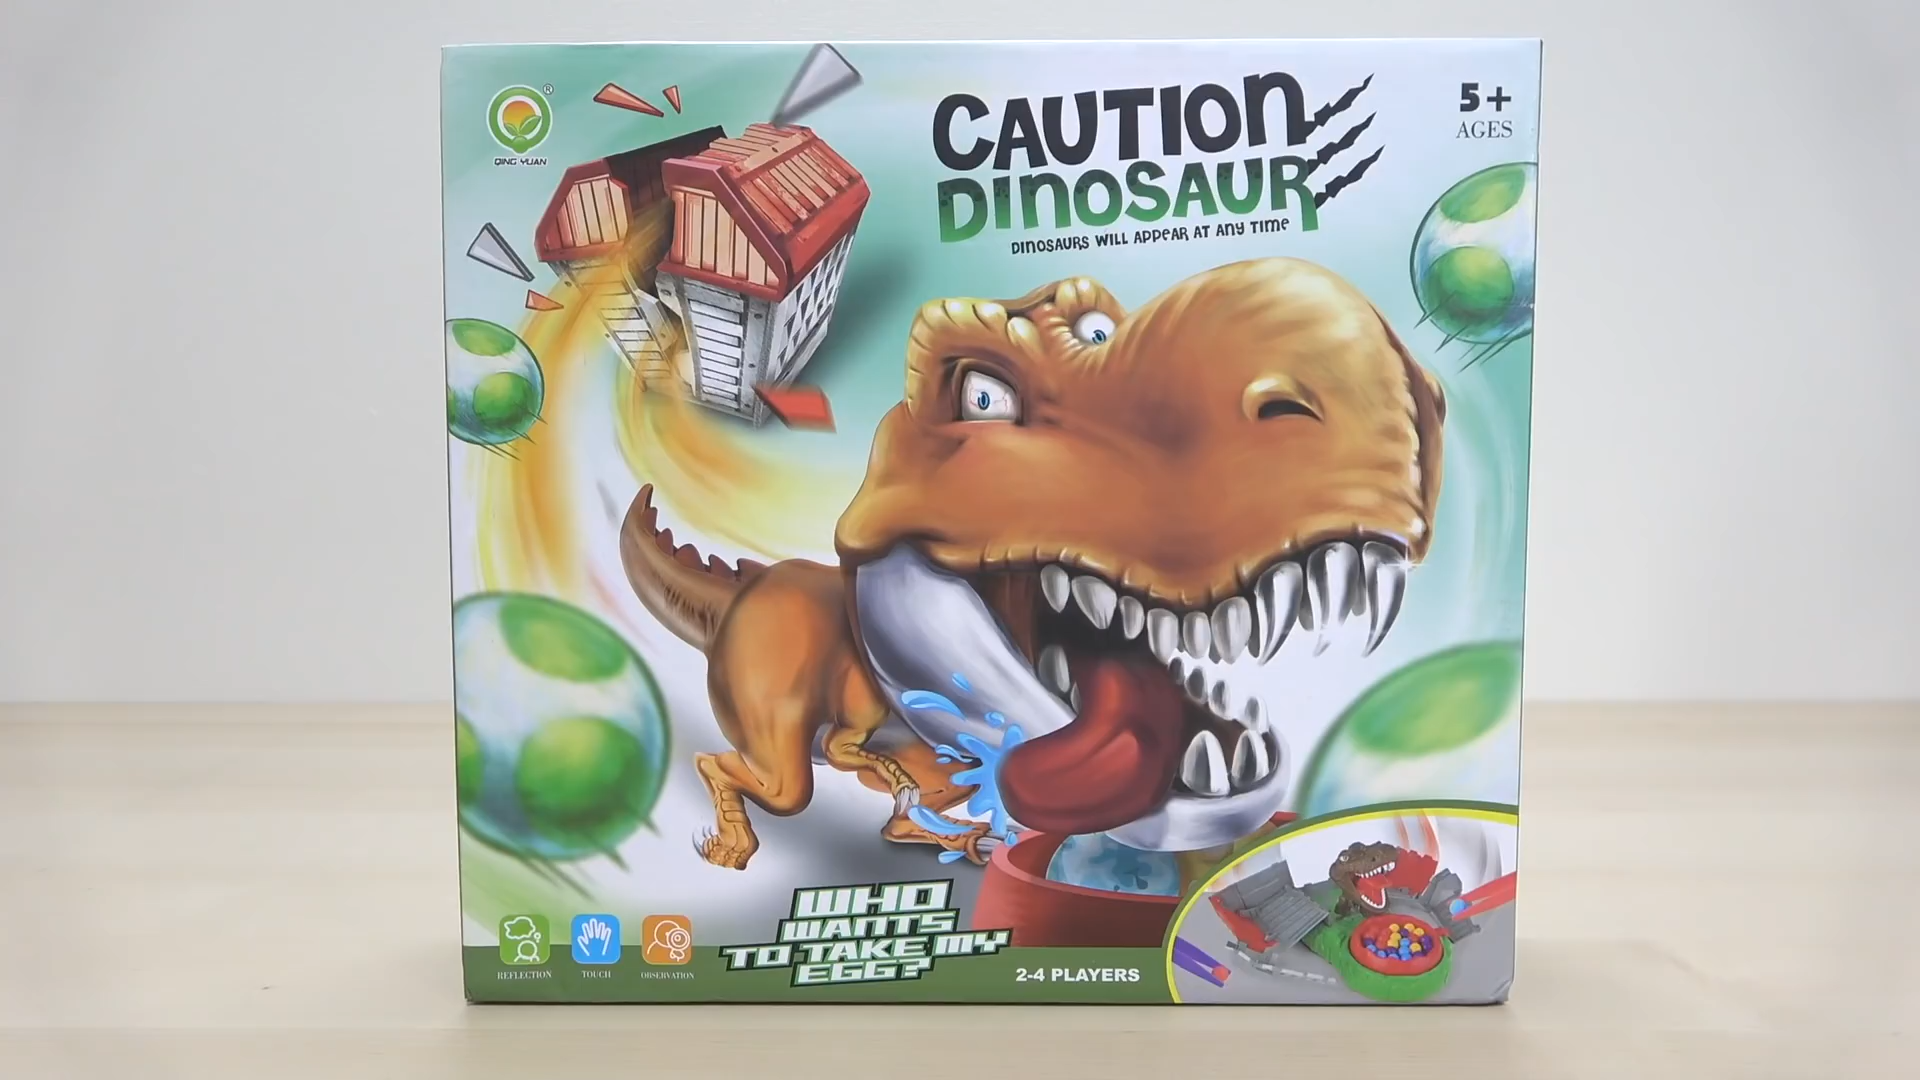 QING YUAN
®
CAUTION
DINOSAUR
DINOSAURS WILL APPEAR AT ANY TIME
5+
AGES
WHO
WANTS
TO TAKE MY
EGG?
REFLECTION
TOUCH
OBSERVATION
2-4 PLAYERS